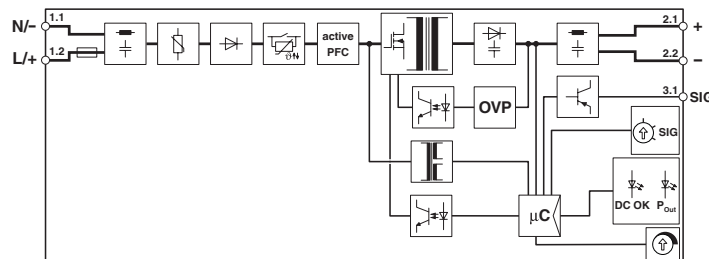 N/- 1.1
L/+ 1.2
active
PFC
2.1 +
2.2 –
3.1 SIG
OVP
SIG
μC
DC OK P Out
ϑ